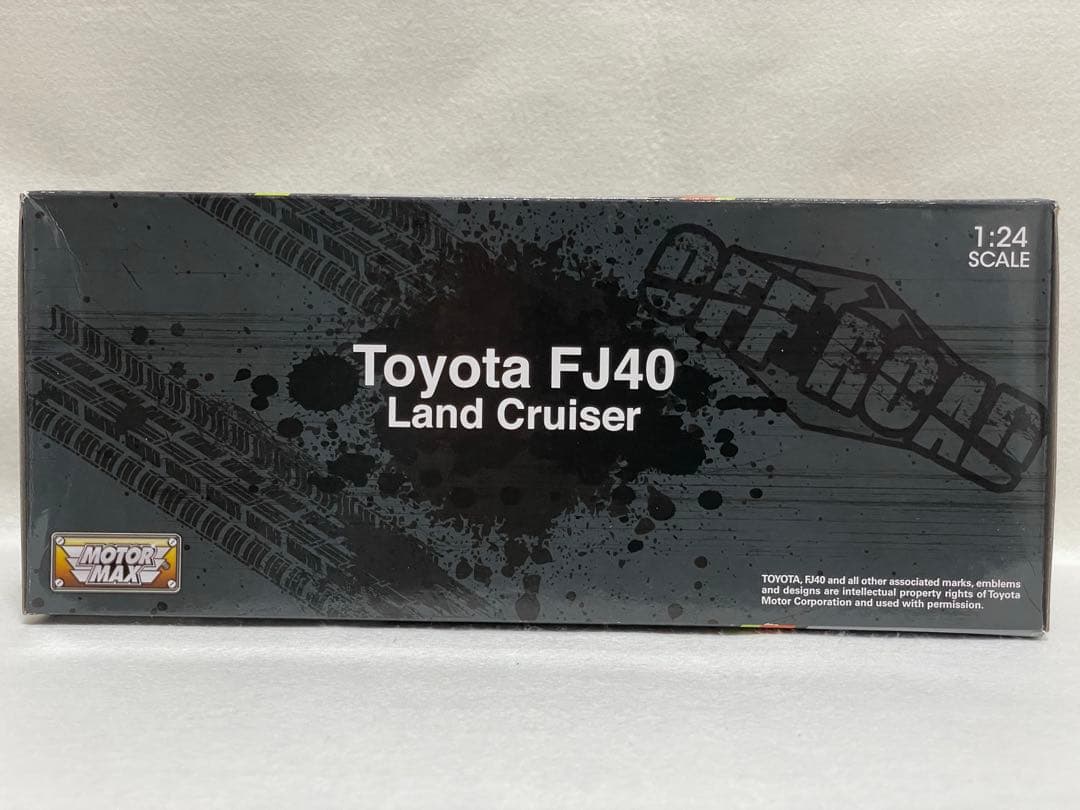 1:24
SCALE
OFF ROAD
Toyota FJ40
Land Cruiser
MOTOR
MAX
TOYOTA, FJ40 and all other associated marks, emblems
and designs are intellectual property rights of Toyota
Motor Corporation and used with permission.